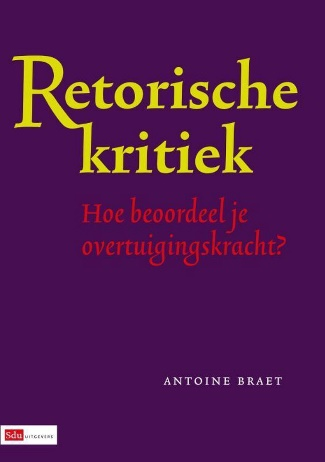 Retorische
kritiek
Hoe beoordeel je
overtuigingskracht?
ANTOINE BRAET
Sdu UITGEVERS